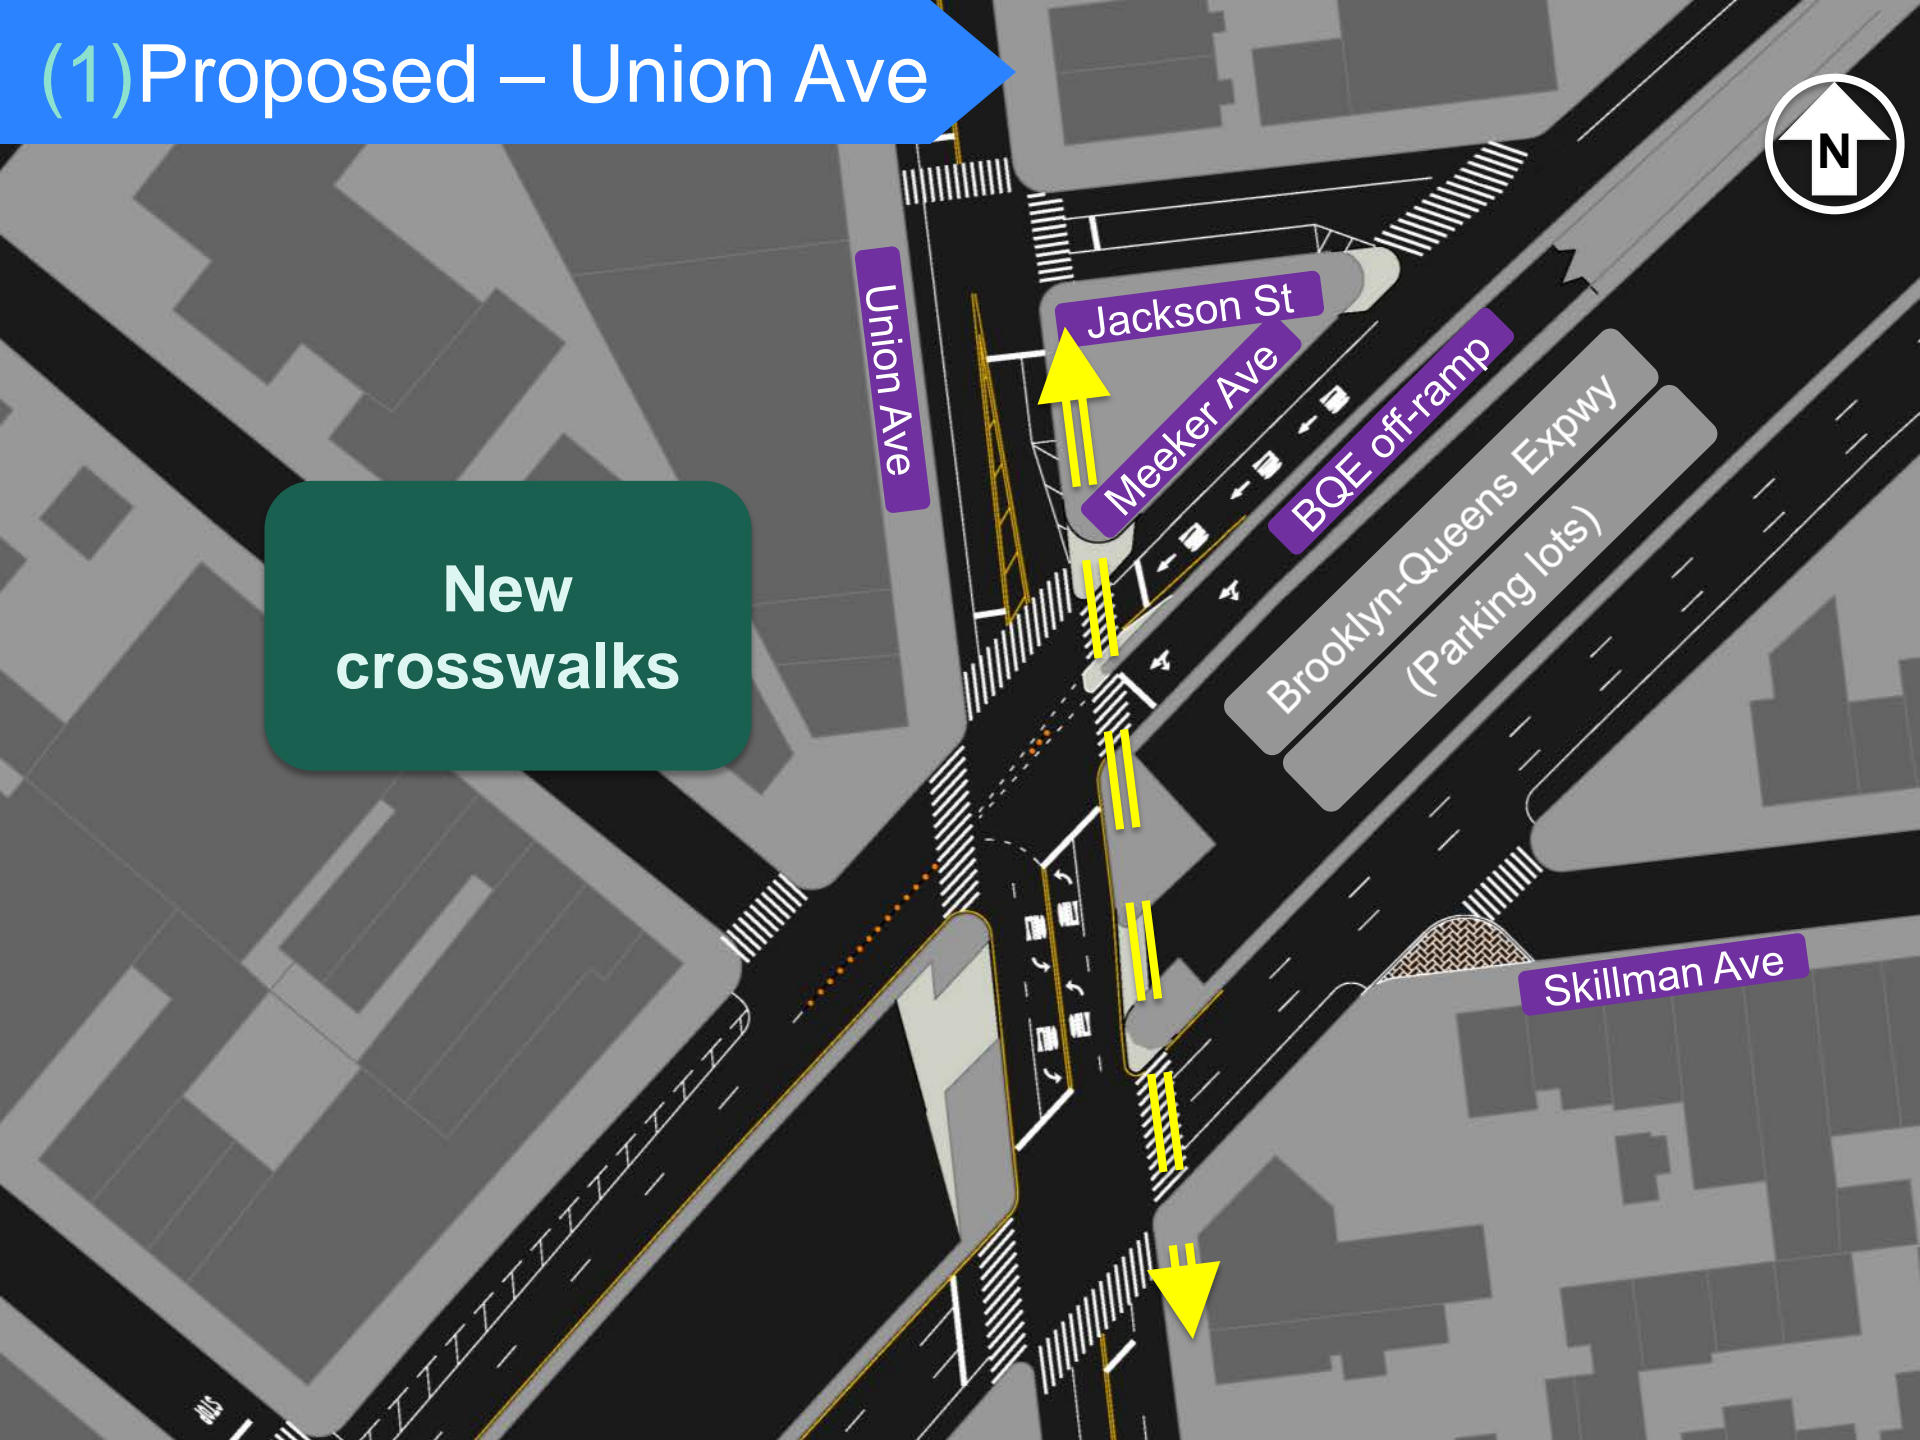 (1)Proposed – Union Ave
N
Union Ave
Jackson St
Meeker Ave
BQE off-ramp
Brooklyn-Queens Expwy
(Parking lots)
New
crosswalks
Skillman Ave
STOP